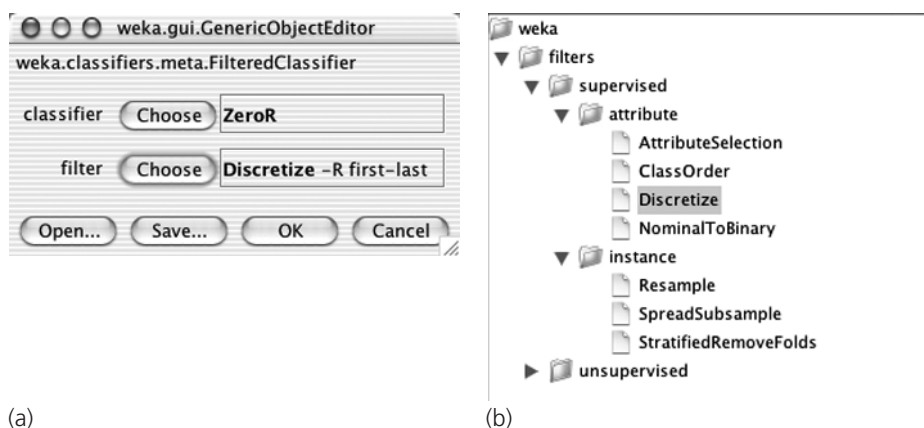 weka.gui.GenericObjectEditor
weka.classifiers.meta.FilteredClassifier
classifier Choose ZeroR
filter Choose Discretize -R first-last
Open... Save... OK Cancel
(a)
weka
filters
supervised
attribute
AttributeSelection
ClassOrder
Discretize
NominalToBinary
instance
Resample
SpreadSubsample
StratifiedRemoveFolds
unsupervised
(b)